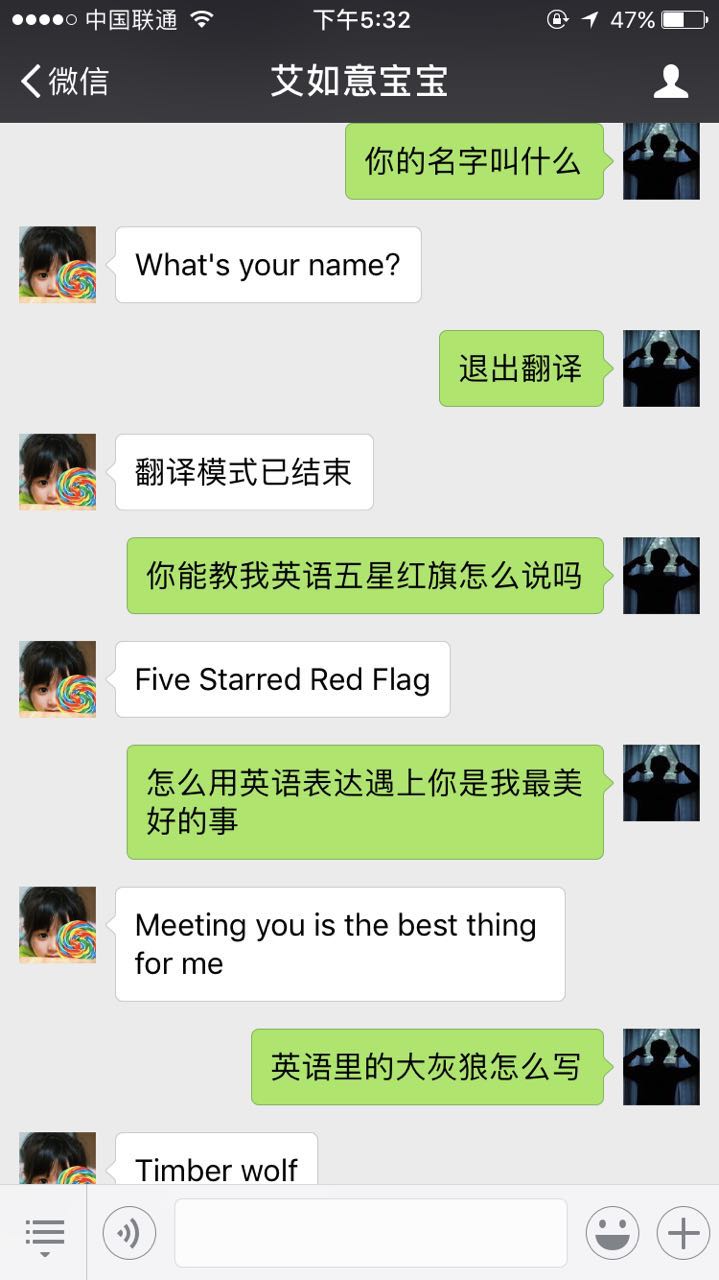 中国联通 下午5:32 47%
微信 艾如意宝宝
你的名字叫什么
What's your name?
退出翻译
翻译模式已结束
你能教我英语五星红旗怎么说吗
Five Starred Red Flag
怎么用英语表达遇上你是我最美
好的事
Meeting you is the best thing
for me
英语里的大灰狼怎么写
Timber wolf